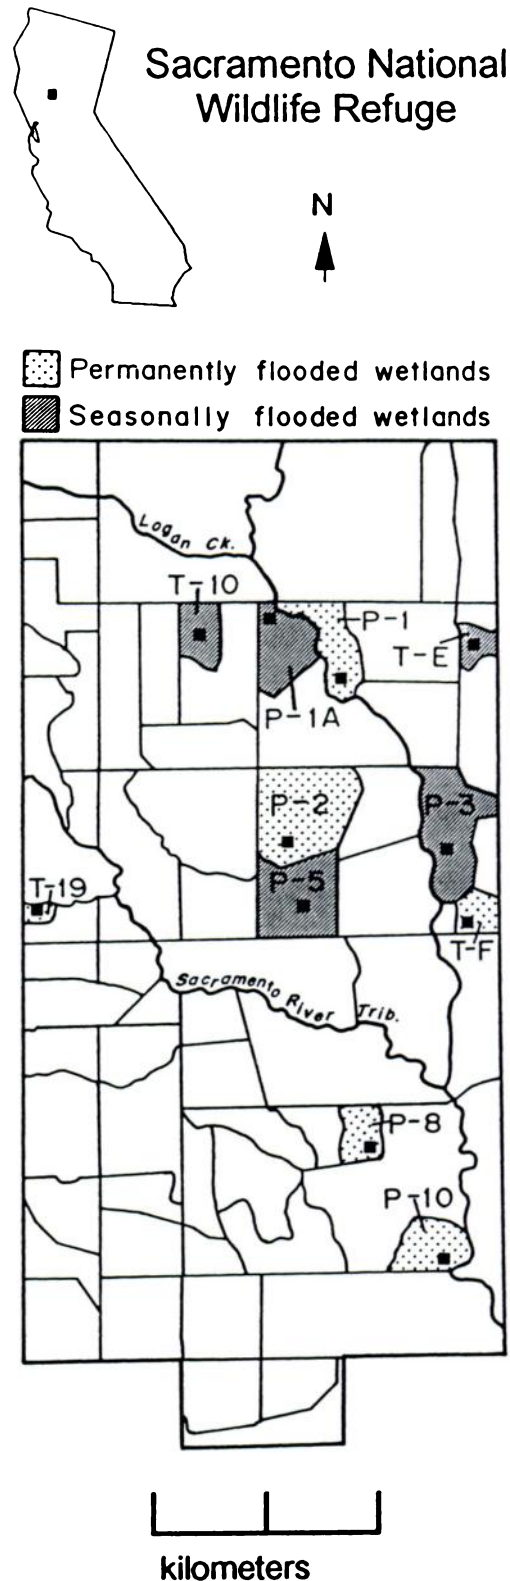 Sacramento National
Wildlife Refuge
N
Permanently flooded wetlands
Seasonally flooded wetlands
Logan Ck.
T-10
P-1
T-E
P-1A
P-2
P-3
P-5
T-19
T-F
Sacramento River Trib.
P-8
P-10
kilometers